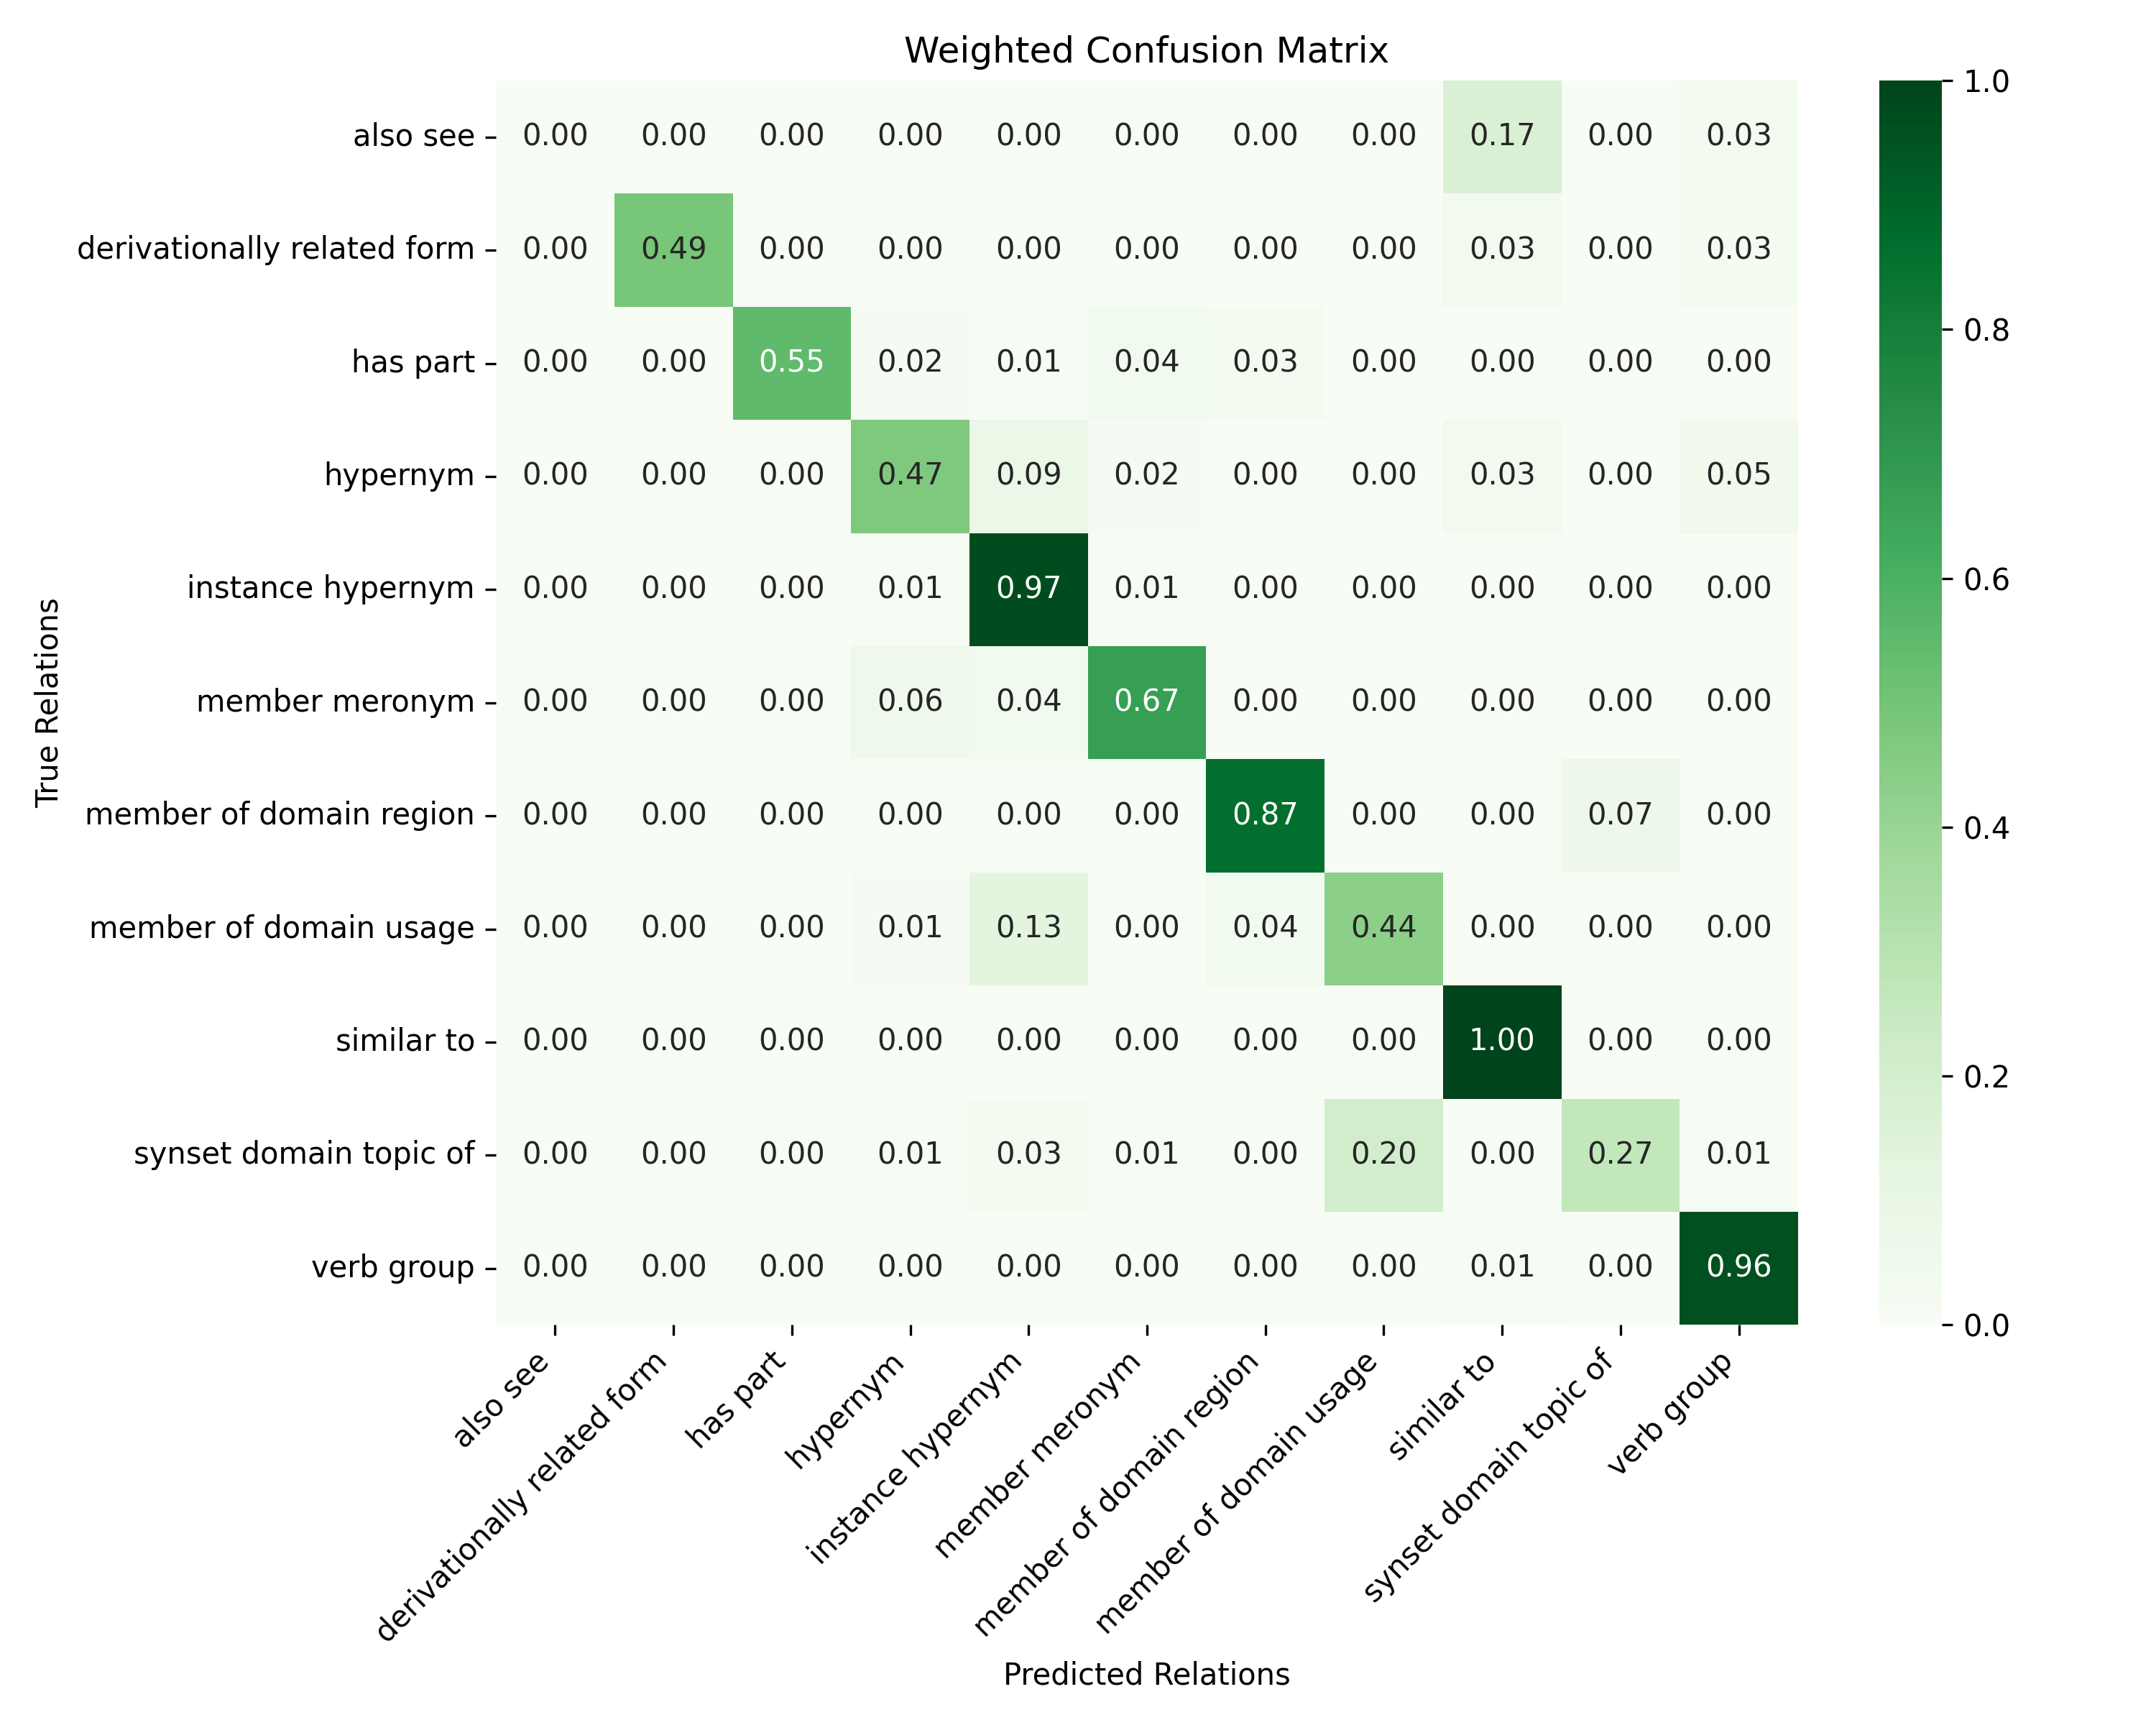 Weighted Confusion Matrix
also see 0.00 0.00 0.00 0.00 0.00 0.00 0.00 0.00 0.17 0.00 0.03
derivationally related form 0.00 0.49 0.00 0.00 0.00 0.00 0.00 0.00 0.03 0.00 0.03
has part 0.00 0.00 0.55 0.02 0.01 0.04 0.03 0.00 0.00 0.00 0.00
hypernym 0.00 0.00 0.00 0.47 0.09 0.02 0.00 0.00 0.03 0.00 0.05
instance hypernym 0.00 0.00 0.00 0.01 0.97 0.01 0.00 0.00 0.00 0.00 0.00
member meronym 0.00 0.00 0.00 0.06 0.04 0.67 0.00 0.00 0.00 0.00 0.00
member of domain region 0.00 0.00 0.00 0.00 0.00 0.00 0.87 0.00 0.00 0.07 0.00
member of domain usage 0.00 0.00 0.00 0.01 0.13 0.00 0.04 0.44 0.00 0.00 0.00
similar to 0.00 0.00 0.00 0.00 0.00 0.00 0.00 0.00 1.00 0.00 0.00
synset domain topic of 0.00 0.00 0.00 0.01 0.03 0.01 0.00 0.20 0.00 0.27 0.01
verb group 0.00 0.00 0.00 0.00 0.00 0.00 0.00 0.00 0.01 0.00 0.96
True Relations
also see
derivationally related form
has part
hypernym
instance hypernym
member meronym
member of domain region
member of domain usage
similar to
synset domain topic of
verb group
Predicted Relations
1.0
0.8
0.6
0.4
0.2
0.0